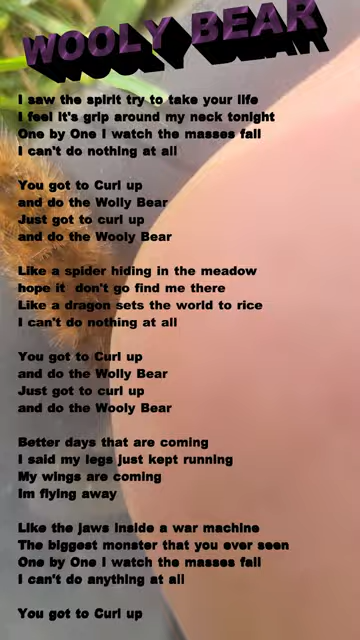 WOOLY BEAR
I saw the spirit try to take your life
I feel it's grip around my neck tonight
One by One I watch the masses fall
I can't do nothing at all
You got to Curl up
and do the Wolly Bear
Just got to curl up
and do the Wooly Bear
Like a spider hiding in the meadow
hope it don't go find me there
Like a dragon sets the world to rice
I can't do nothing at all
You got to Curl up
and do the Wolly Bear
Just got to curl up
and do the Wooly Bear
Better days that are coming
I said my legs just kept running
My wings are coming
Im flying away
Like the jaws inside a war machine
The biggest monster that you ever seen
One by One I watch the masses fall
I can't do anything at all
You got to Curl up